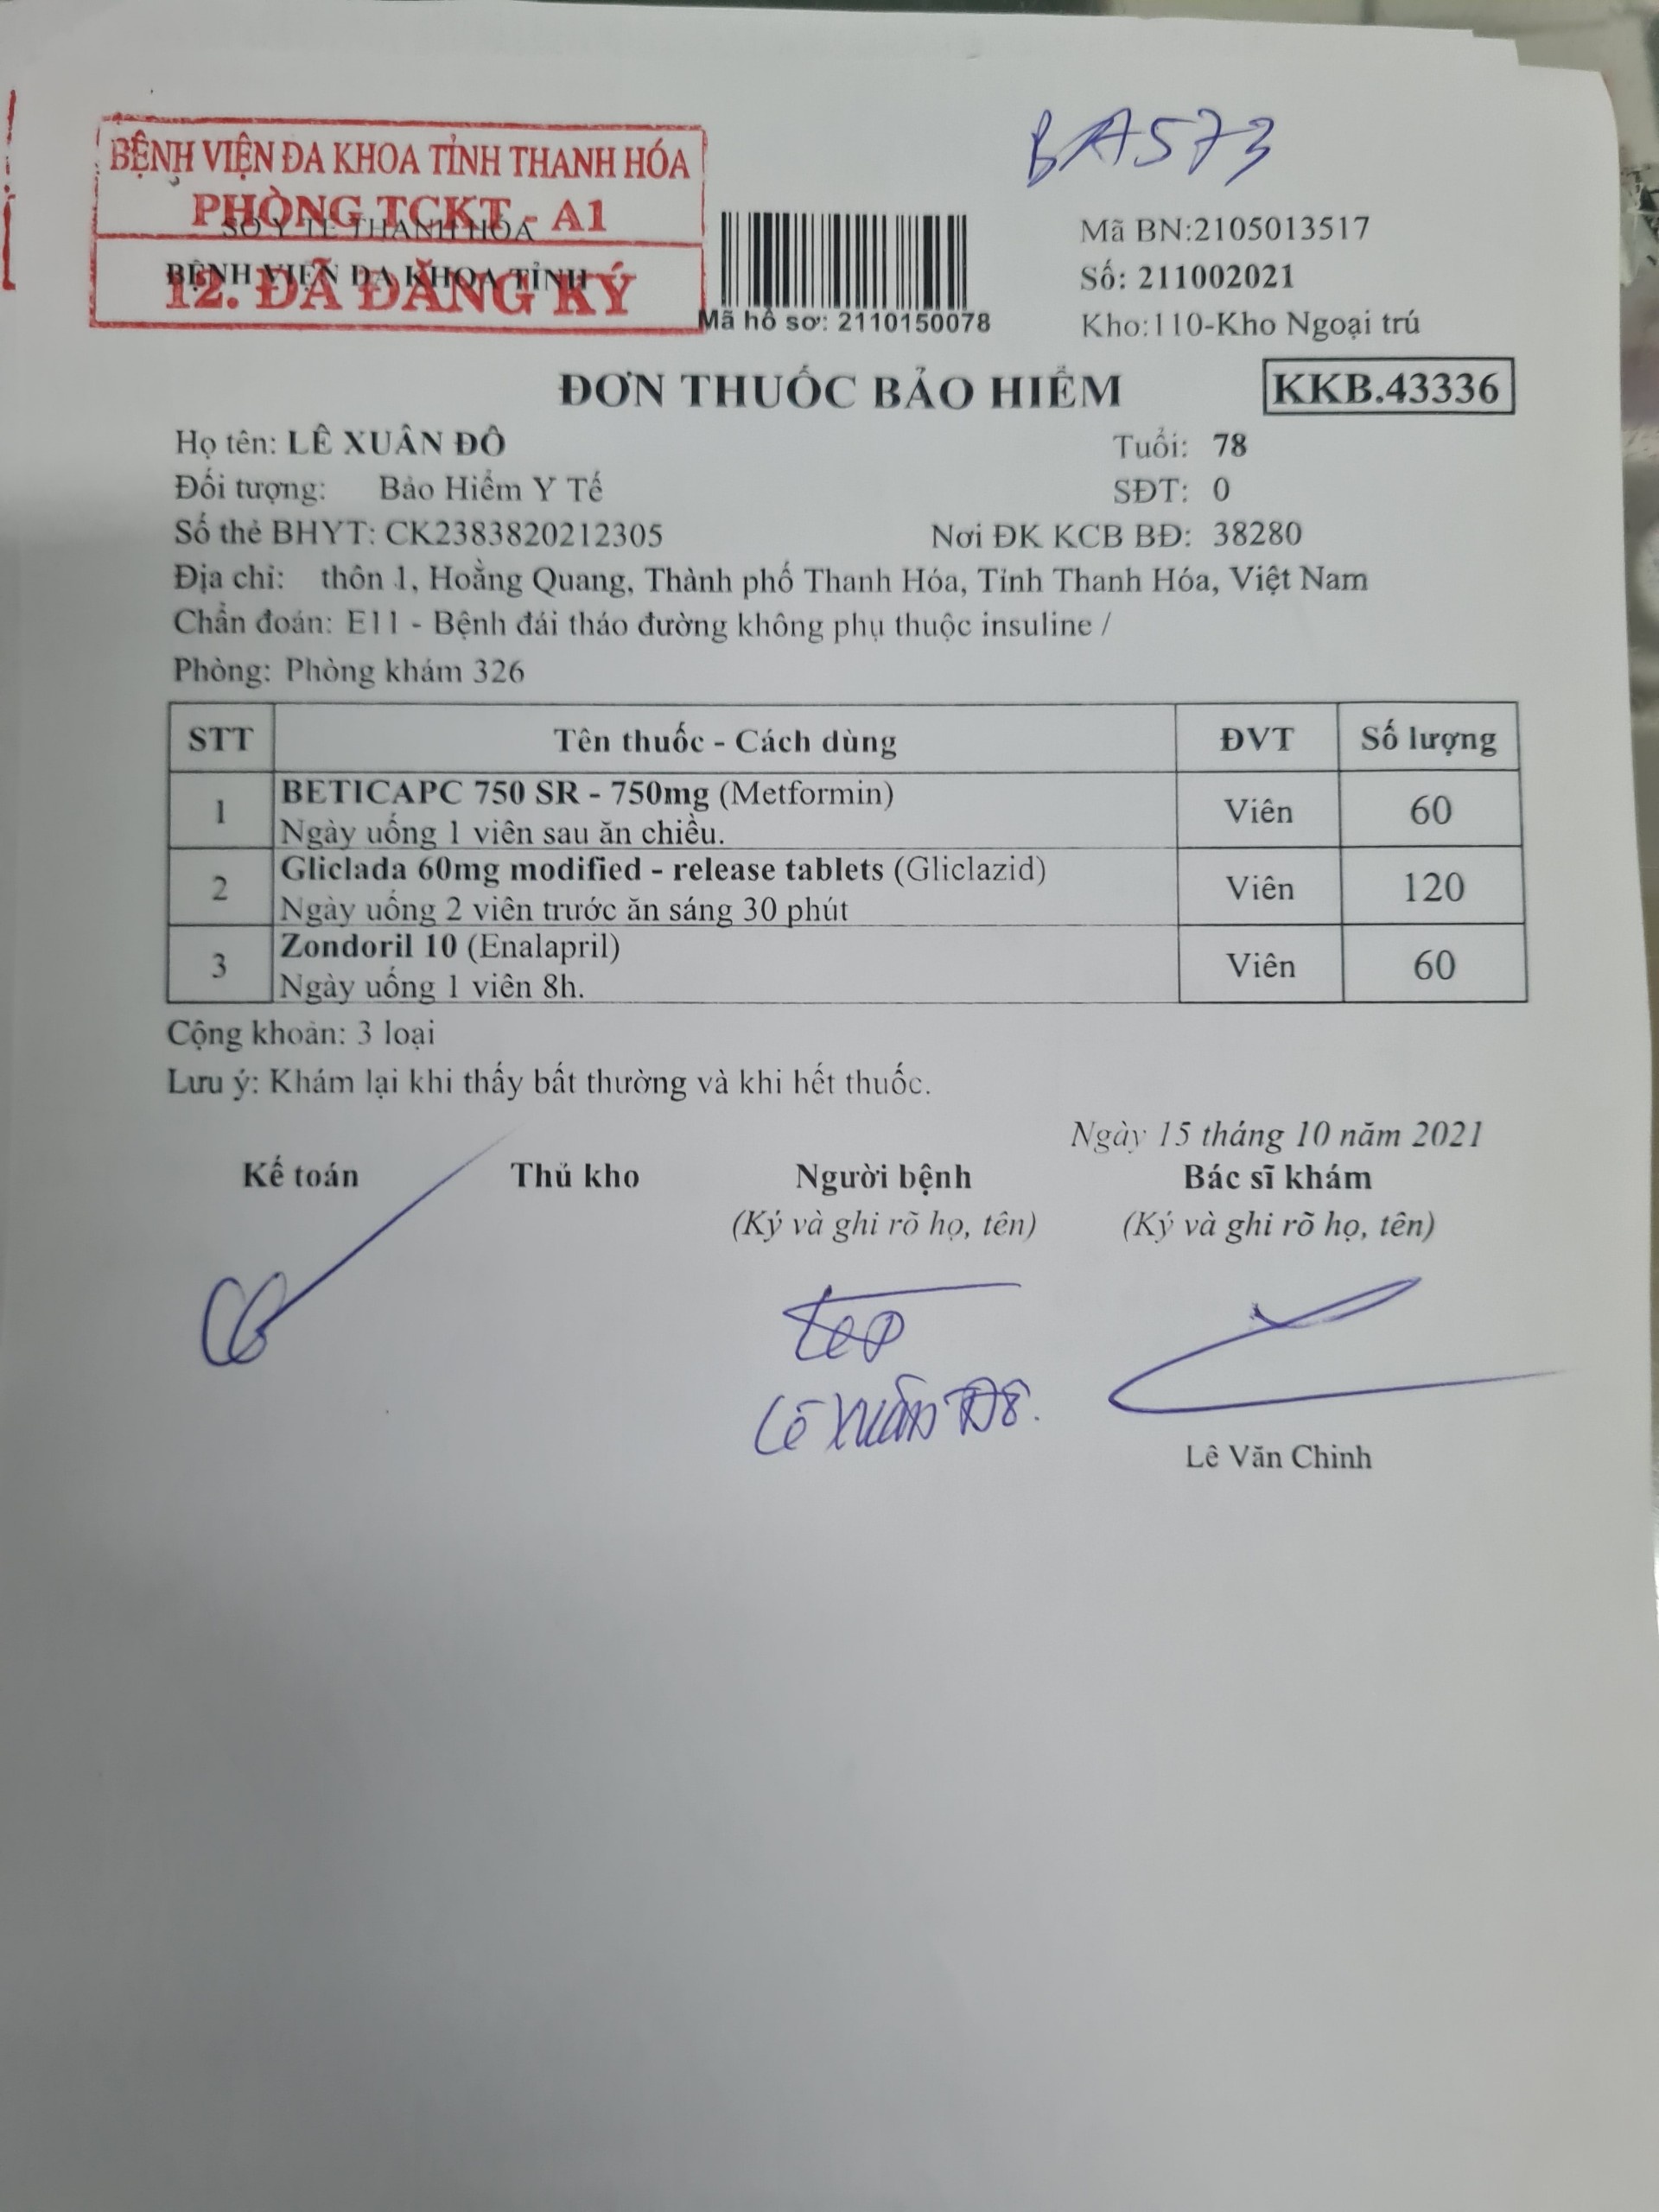 BA573
BỆNH VIỆN ĐA KHOA TỈNH THANH HÓA
PHÒNG TCKT - A1
SỞ Y TẾ THANH HÓA
BỆNH VIỆN ĐA KHOA TỈNH
12. ĐÃ ĐĂNG KÝ
Mã hồ sơ: 2110150078
Mã BN:2105013517
Số: 211002021
Kho:110-Kho Ngoại trú
ĐƠN THUỐC BẢO HIỂM
KKB.43336
Họ tên: LÊ XUÂN ĐÔ Tuổi: 78
Đối tượng: Bảo Hiểm Y Tế SĐT: 0
Số thẻ BHYT: CK2383820212305 Nơi ĐK KCB BĐ: 38280
Địa chỉ: thôn 1, Hoằng Quang, Thành phố Thanh Hóa, Tỉnh Thanh Hóa, Việt Nam
Chẩn đoán: E11 - Bệnh đái tháo đường không phụ thuộc insuline /
Phòng: Phòng khám 326
STT Tên thuốc - Cách dùng ĐVT Số lượng
1 BETICAPC 750 SR - 750mg (Metformin) Viên 60
Ngày uống 1 viên sau ăn chiều.
2 Gliclada 60mg modified - release tablets (Gliclazid) Viên 120
Ngày uống 2 viên trước ăn sáng 30 phút
3 Zondoril 10 (Enalapril) Viên 60
Ngày uống 1 viên 8h.
Cộng khoản: 3 loại
Lưu ý: Khám lại khi thấy bất thường và khi hết thuốc.
Ngày 15 tháng 10 năm 2021
Kế toán Thủ kho Người bệnh Bác sĩ khám
(Ký và ghi rõ họ, tên) (Ký và ghi rõ họ, tên)
Lê Xuân Đô.
Lê Văn Chinh